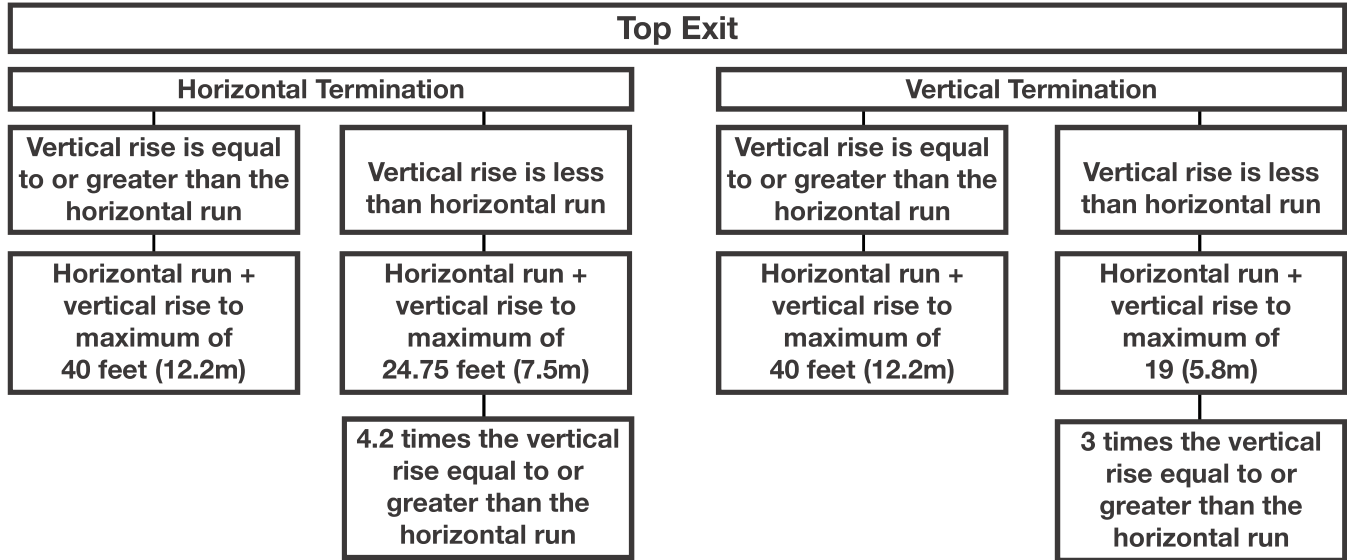 Top Exit
Horizontal Termination
Vertical rise is equal
to or greater than the
horizontal run
Horizontal run +
vertical rise to
maximum of
40 feet (12.2m)
Vertical rise is less
than horizontal run
Horizontal run +
vertical rise to
maximum of
24.75 feet (7.5m)
4.2 times the vertical
rise equal to or
greater than the
horizontal run
Vertical Termination
Vertical rise is equal
to or greater than the
horizontal run
Horizontal run +
vertical rise to
maximum of
40 feet (12.2m)
Vertical rise is less
than horizontal run
Horizontal run +
vertical rise to
maximum of
19 (5.8m)
3 times the vertical
rise equal to or
greater than the
horizontal run